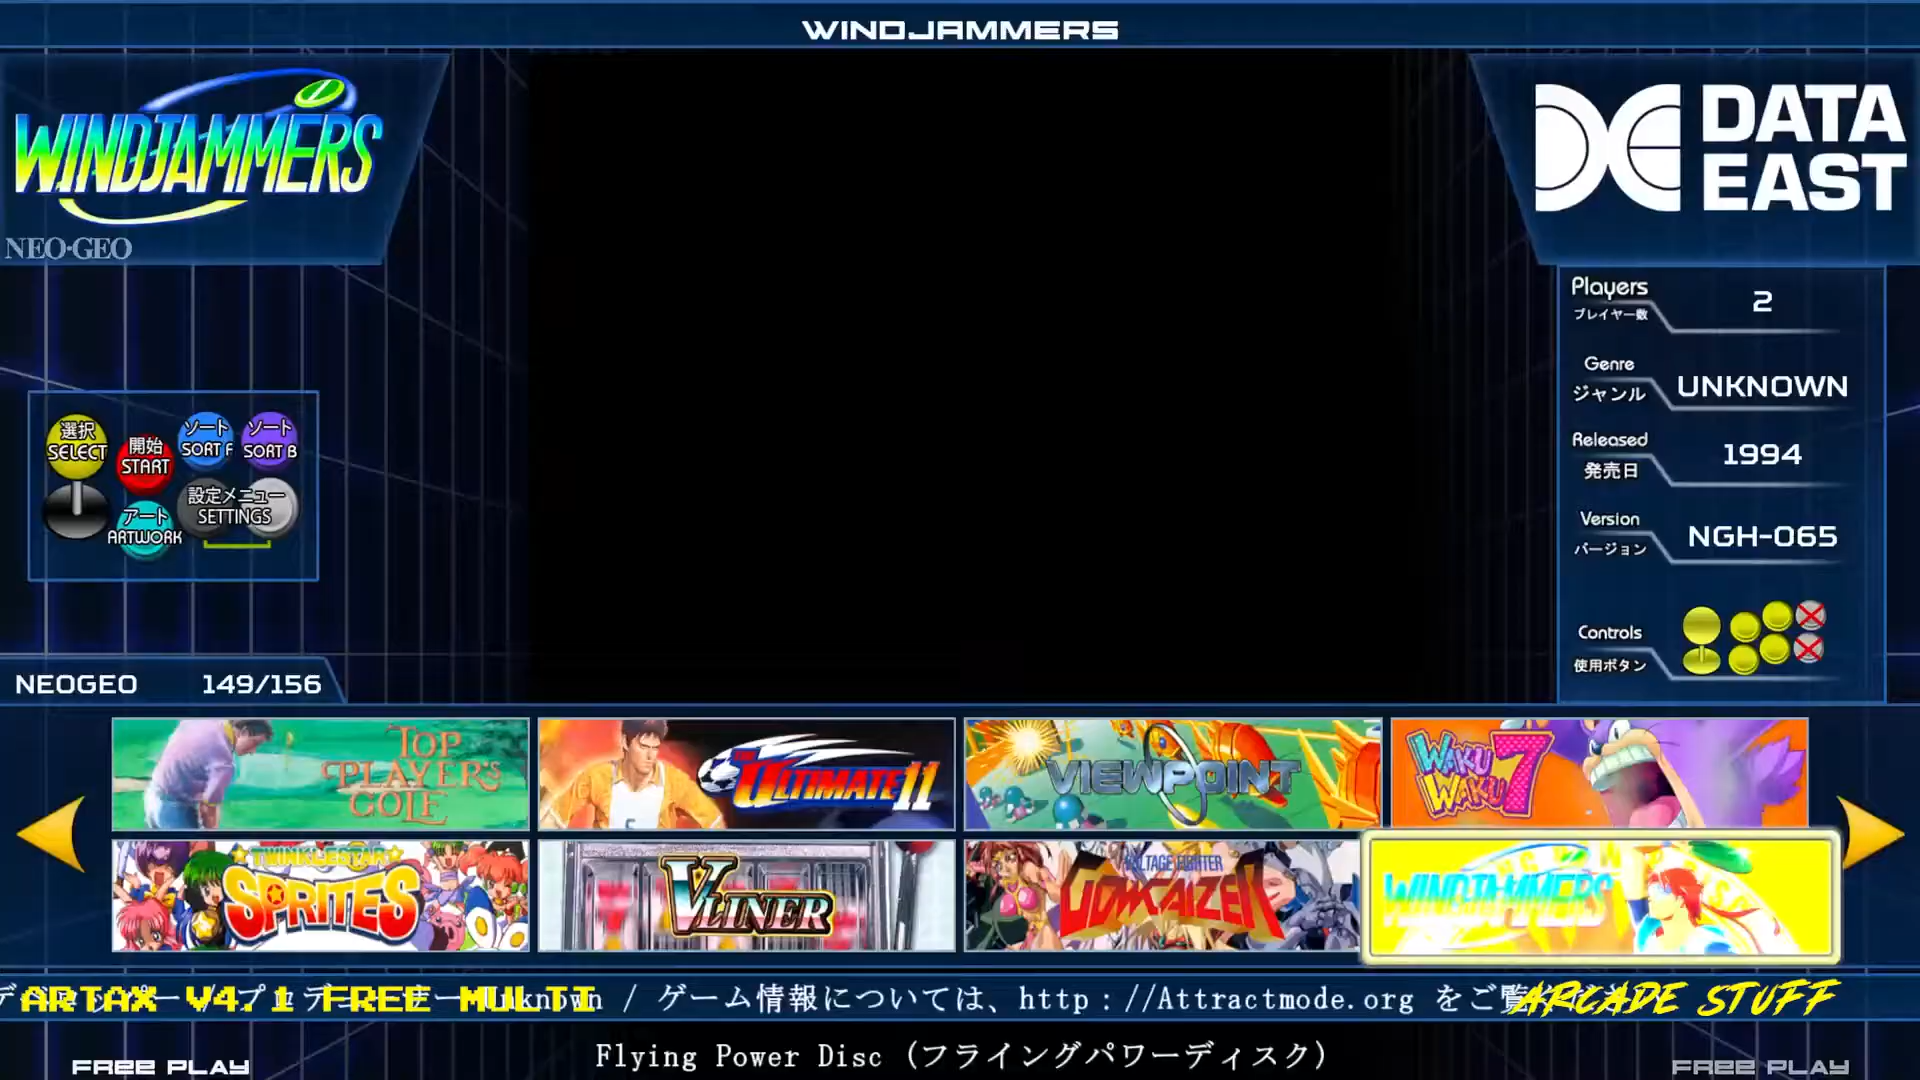 WINDJAMMERS
WINDJAMMERS
NEO·GEO
DATA
EAST
Players
プレイヤー数
2
Genre
ジャンル
UNKNOWN
Released
発売日
1994
Version
バージョン
NGH-065
Controls
使用ボタン
選択
SELECT
開始
START
ソート
SORT F
ソート
SORT B
アート
ARTWORK
設定メニュー
SETTINGS
NEOGEO 149/156
TOP
PLAYER'S
GOLF
ULTIMATE 11
VIEWPOINT
WAKU
WAKU 7
TWINKLE STAR
SPRITES
V LINER
VOLTAGE FIGHTER
GOWCAIZER
WINDJAMMERS
ARTAX V4.1 FREE MULTI
Unknown / ゲーム情報については、http://Attractmode.org をご覧
ARCADE STUFF
Flying Power Disc (フライングパワーディスク)
FREE PLAY
FREE PLAY